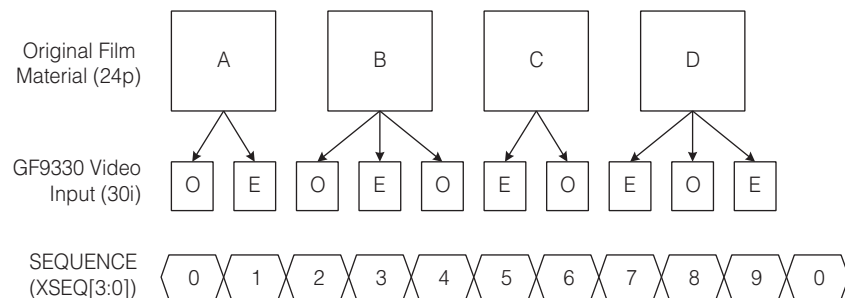 Original Film
Material (24p)
A B C D
GF9330 Video
Input (30i)
O E O E O E O E O E
SEQUENCE
(XSEQ[3:0])
0 1 2 3 4 5 6 7 8 9 0